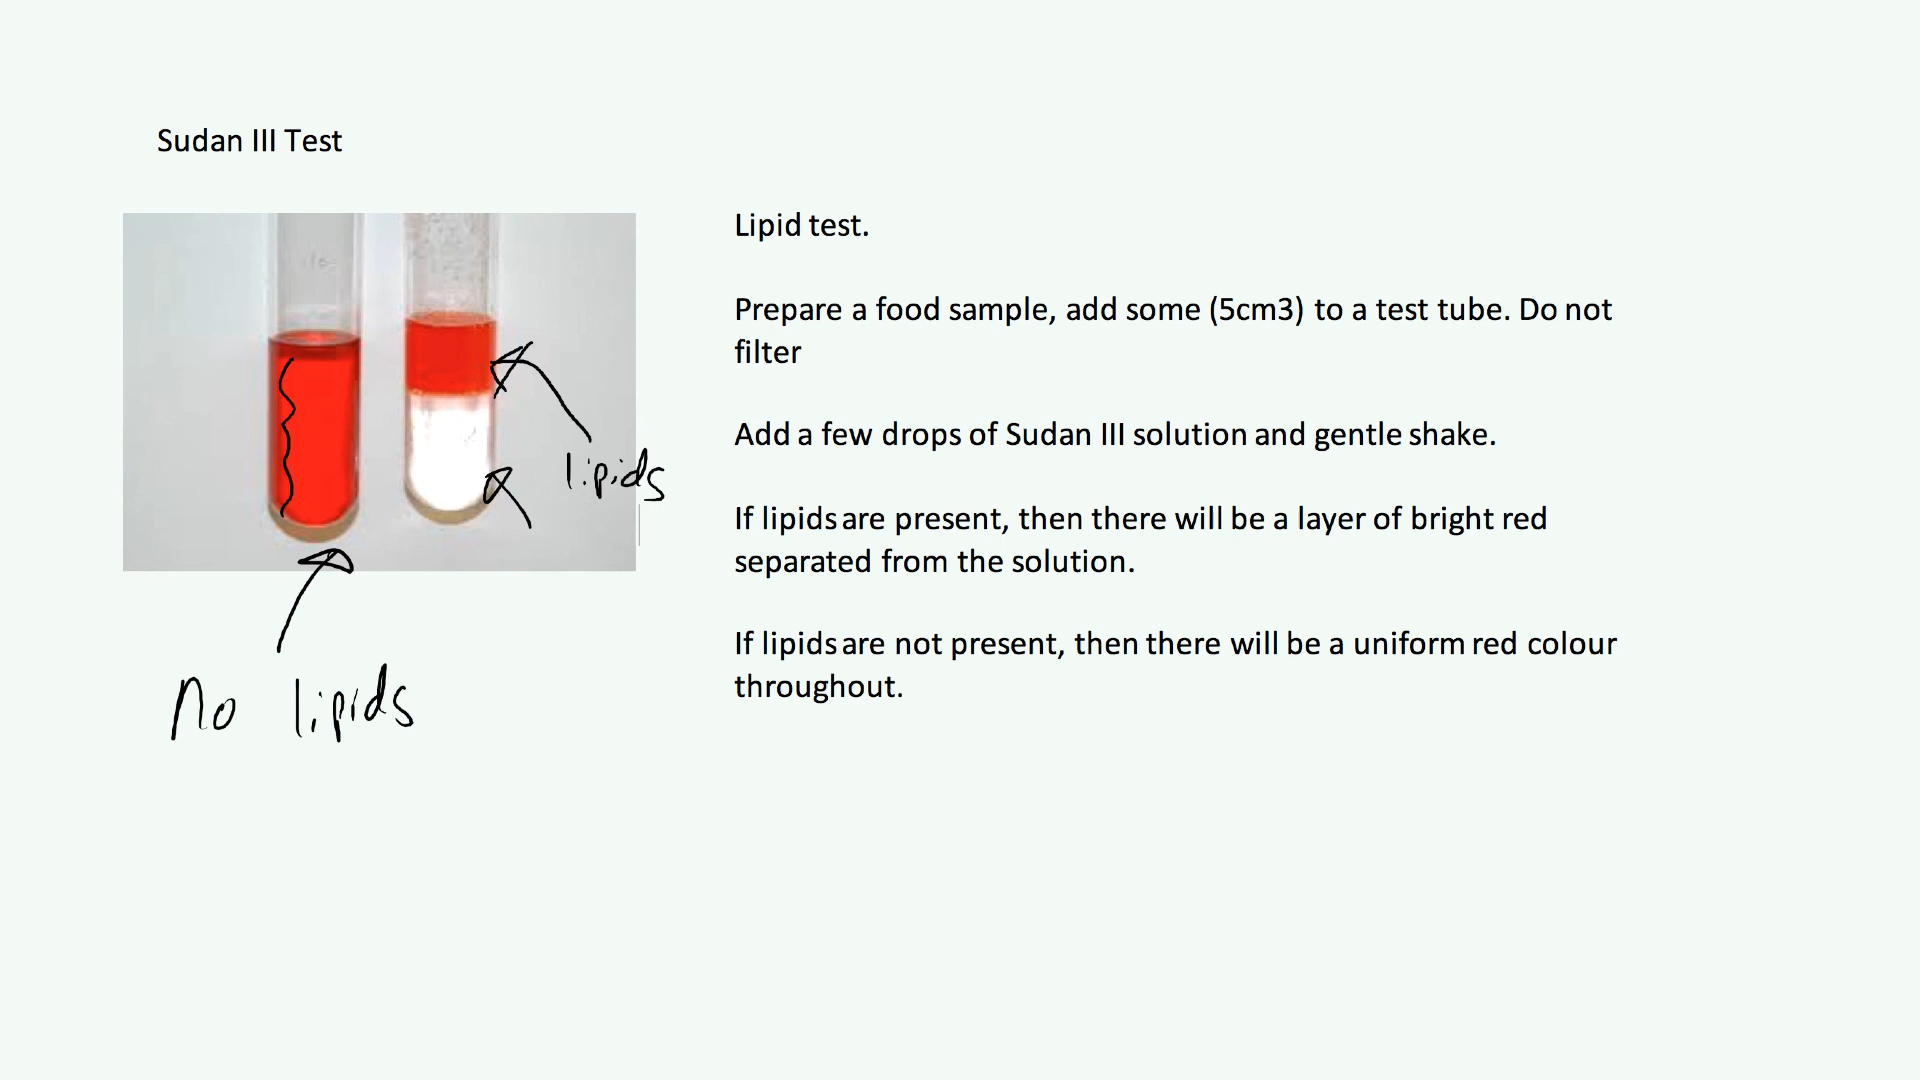 Sudan III Test
Lipid test.
Prepare a food sample, add some (5cm3) to a test tube. Do not
filter
Add a few drops of Sudan III solution and gentle shake.
If lipids are present, then there will be a layer of bright red
separated from the solution.
If lipids are not present, then there will be a uniform red colour
throughout.
lipids
No lipids